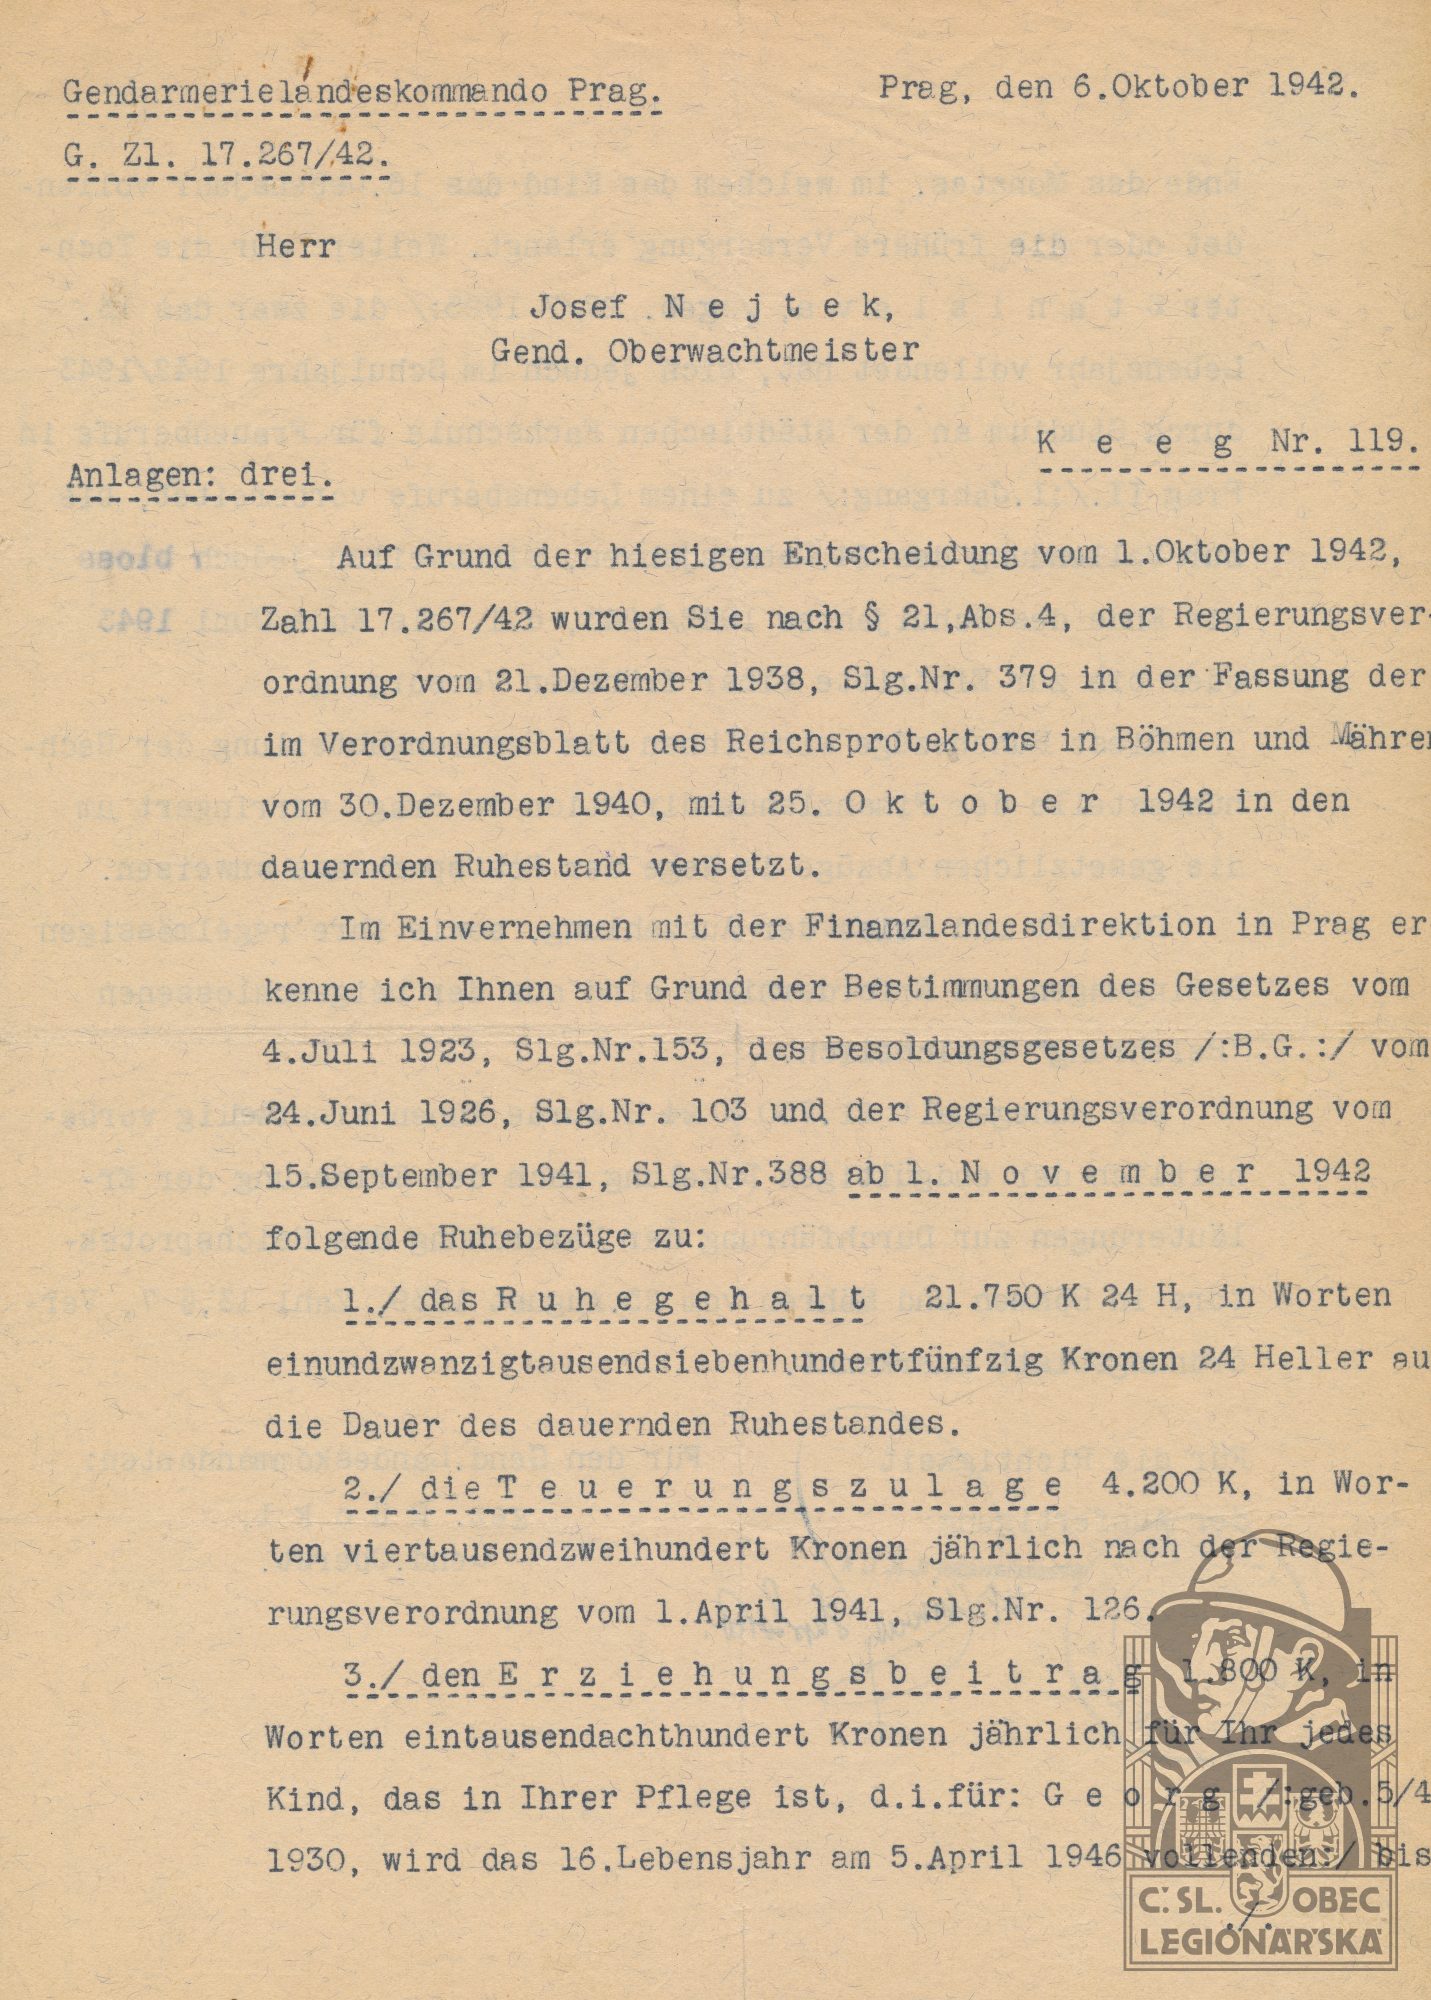 Gendarmerielandeskommando Prag.
Prag, den 6.Oktober 1942.
G. Zl. 17.267/42.
Herr
Josef N e j t e k,
Gend. Oberwachtmeister
K e e g Nr. 119.
Anlagen: drei.
Auf Grund der hiesigen Entscheidung vom 1.Oktober 1942,
Zahl 17.267/42 wurden Sie nach § 21,Abs.4, der Regierungsver-
ordnung vom 21.Dezember 1938, Slg.Nr. 379 in der Fassung der
im Verordnungsblatt des Reichsprotektors in Böhmen und Mähren
vom 30.Dezember 1940, mit 25. O k t o b e r 1942 in den
dauernden Ruhestand versetzt.
Im Einvernehmen mit der Finanzlandesdirektion in Prag er
kenne ich Ihnen auf Grund der Bestimmungen des Gesetzes vom
4.Juli 1923, Slg.Nr.153, des Besoldungsgesetzes /:B.G.:/ vom
24.Juni 1926, Slg.Nr. 103 und der Regierungsverordnung vom
15.September 1941, Slg.Nr.388 ab 1. N o v e m b e r 1942
folgende Ruhebezüge zu:
1./ das R u h e g e h a l t 21.750 K 24 H, in Worten
einundzwanzigtausendsiebenhundertfünfzig Kronen 24 Heller au
die Dauer des dauernden Ruhestandes.
2./ die T e u e r u n g s z u l a g e 4.200 K, in Wor-
ten viertausendzweihundert Kronen jährlich nach der Regie-
rungsverordnung vom 1.April 1941, Slg.Nr. 126.
3./ den E r z i e h u n g s b e i t r a g 1.800 K, in
Worten eintausendachthundert Kronen jährlich für Ihr jedes
Kind, das in Ihrer Pflege ist, d.i.für: G e o r g /:geb.5/4
1930, wird das 16.Lebensjahr am 5.April 1946 vollenden:/ bis
./.
Č.SL. OBEC
LEGIONÁŘSKÁ